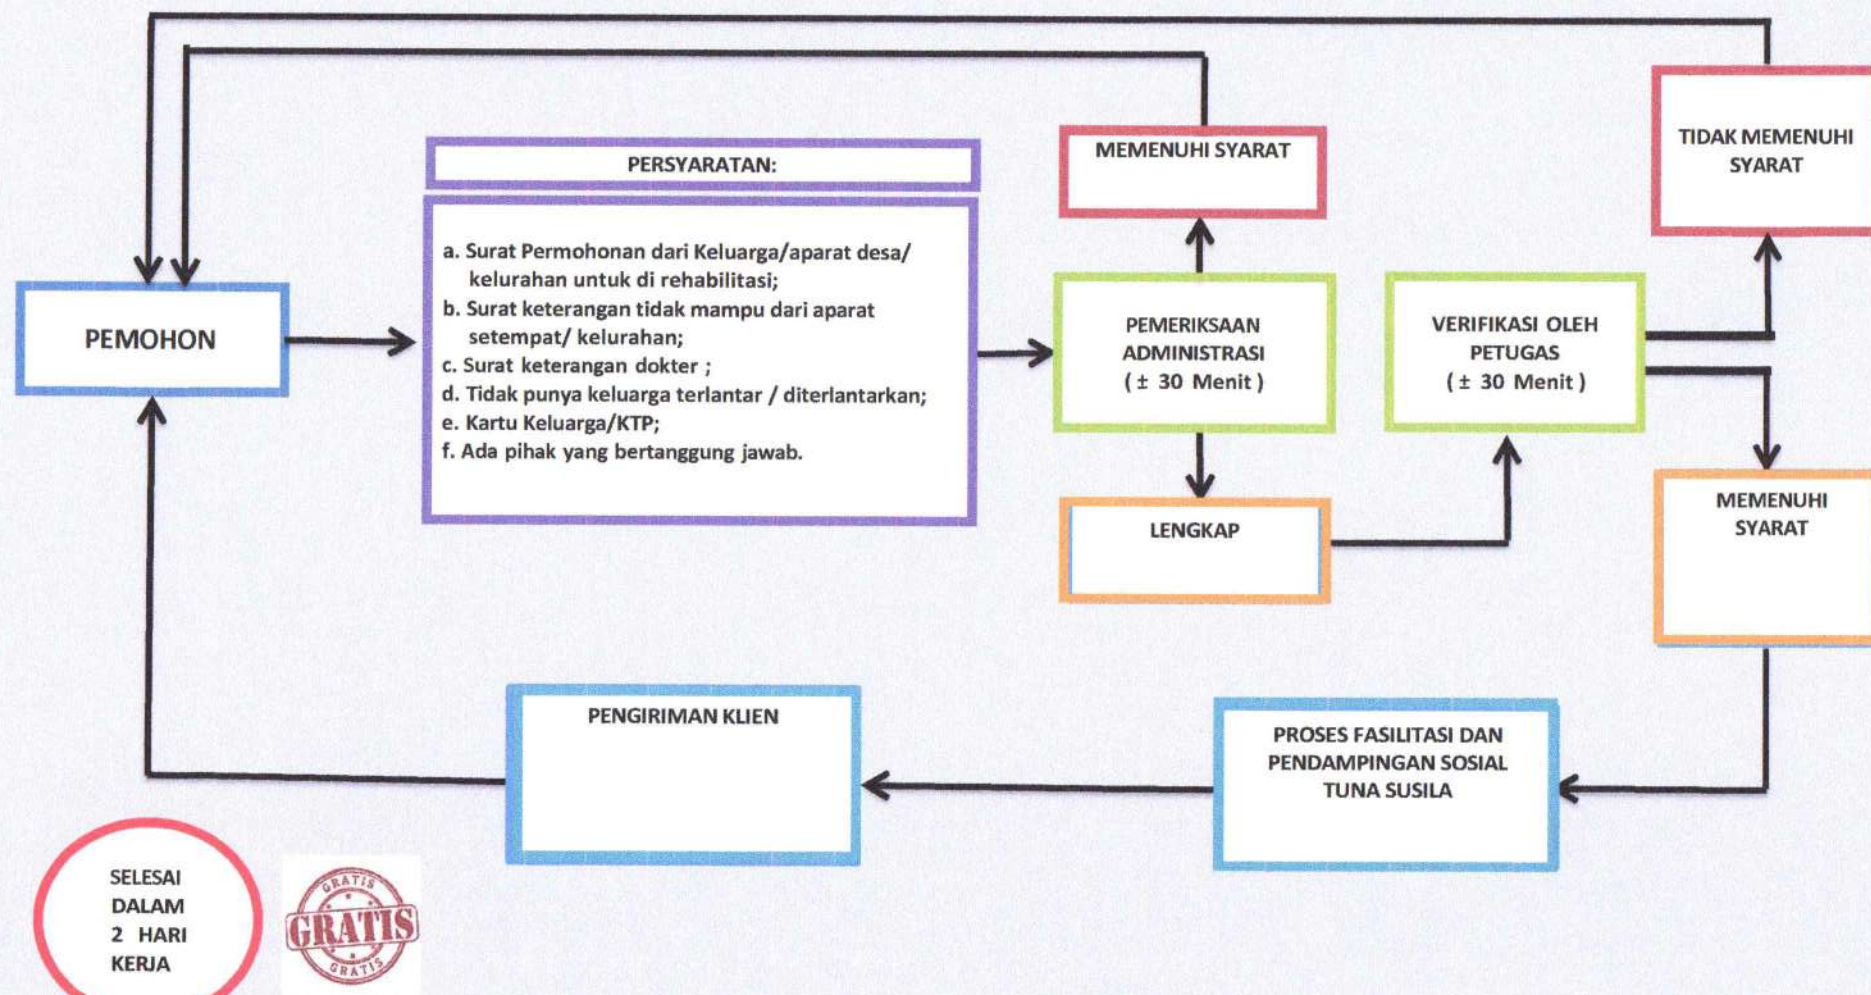 PEMOHON
PERSYARATAN:
a. Surat Permohonan dari Keluarga/aparat desa/
kelurahan untuk di rehabilitasi;
b. Surat keterangan tidak mampu dari aparat
setempat/ kelurahan;
c. Surat keterangan dokter ;
d. Tidak punya keluarga terlantar / diterlantarkan;
e. Kartu Keluarga/KTP;
f. Ada pihak yang bertanggung jawab.
MEMENUHI SYARAT
PEMERIKSAAN
ADMINISTRASI
( ± 30 Menit )
LENGKAP
VERIFIKASI OLEH
PETUGAS
( ± 30 Menit )
TIDAK MEMENUHI
SYARAT
MEMENUHI
SYARAT
PROSES FASILITASI DAN
PENDAMPINGAN SOSIAL
TUNA SUSILA
PENGIRIMAN KLIEN
SELESAI
DALAM
2 HARI
KERJA
GRATIS
GRATIS
GRATIS